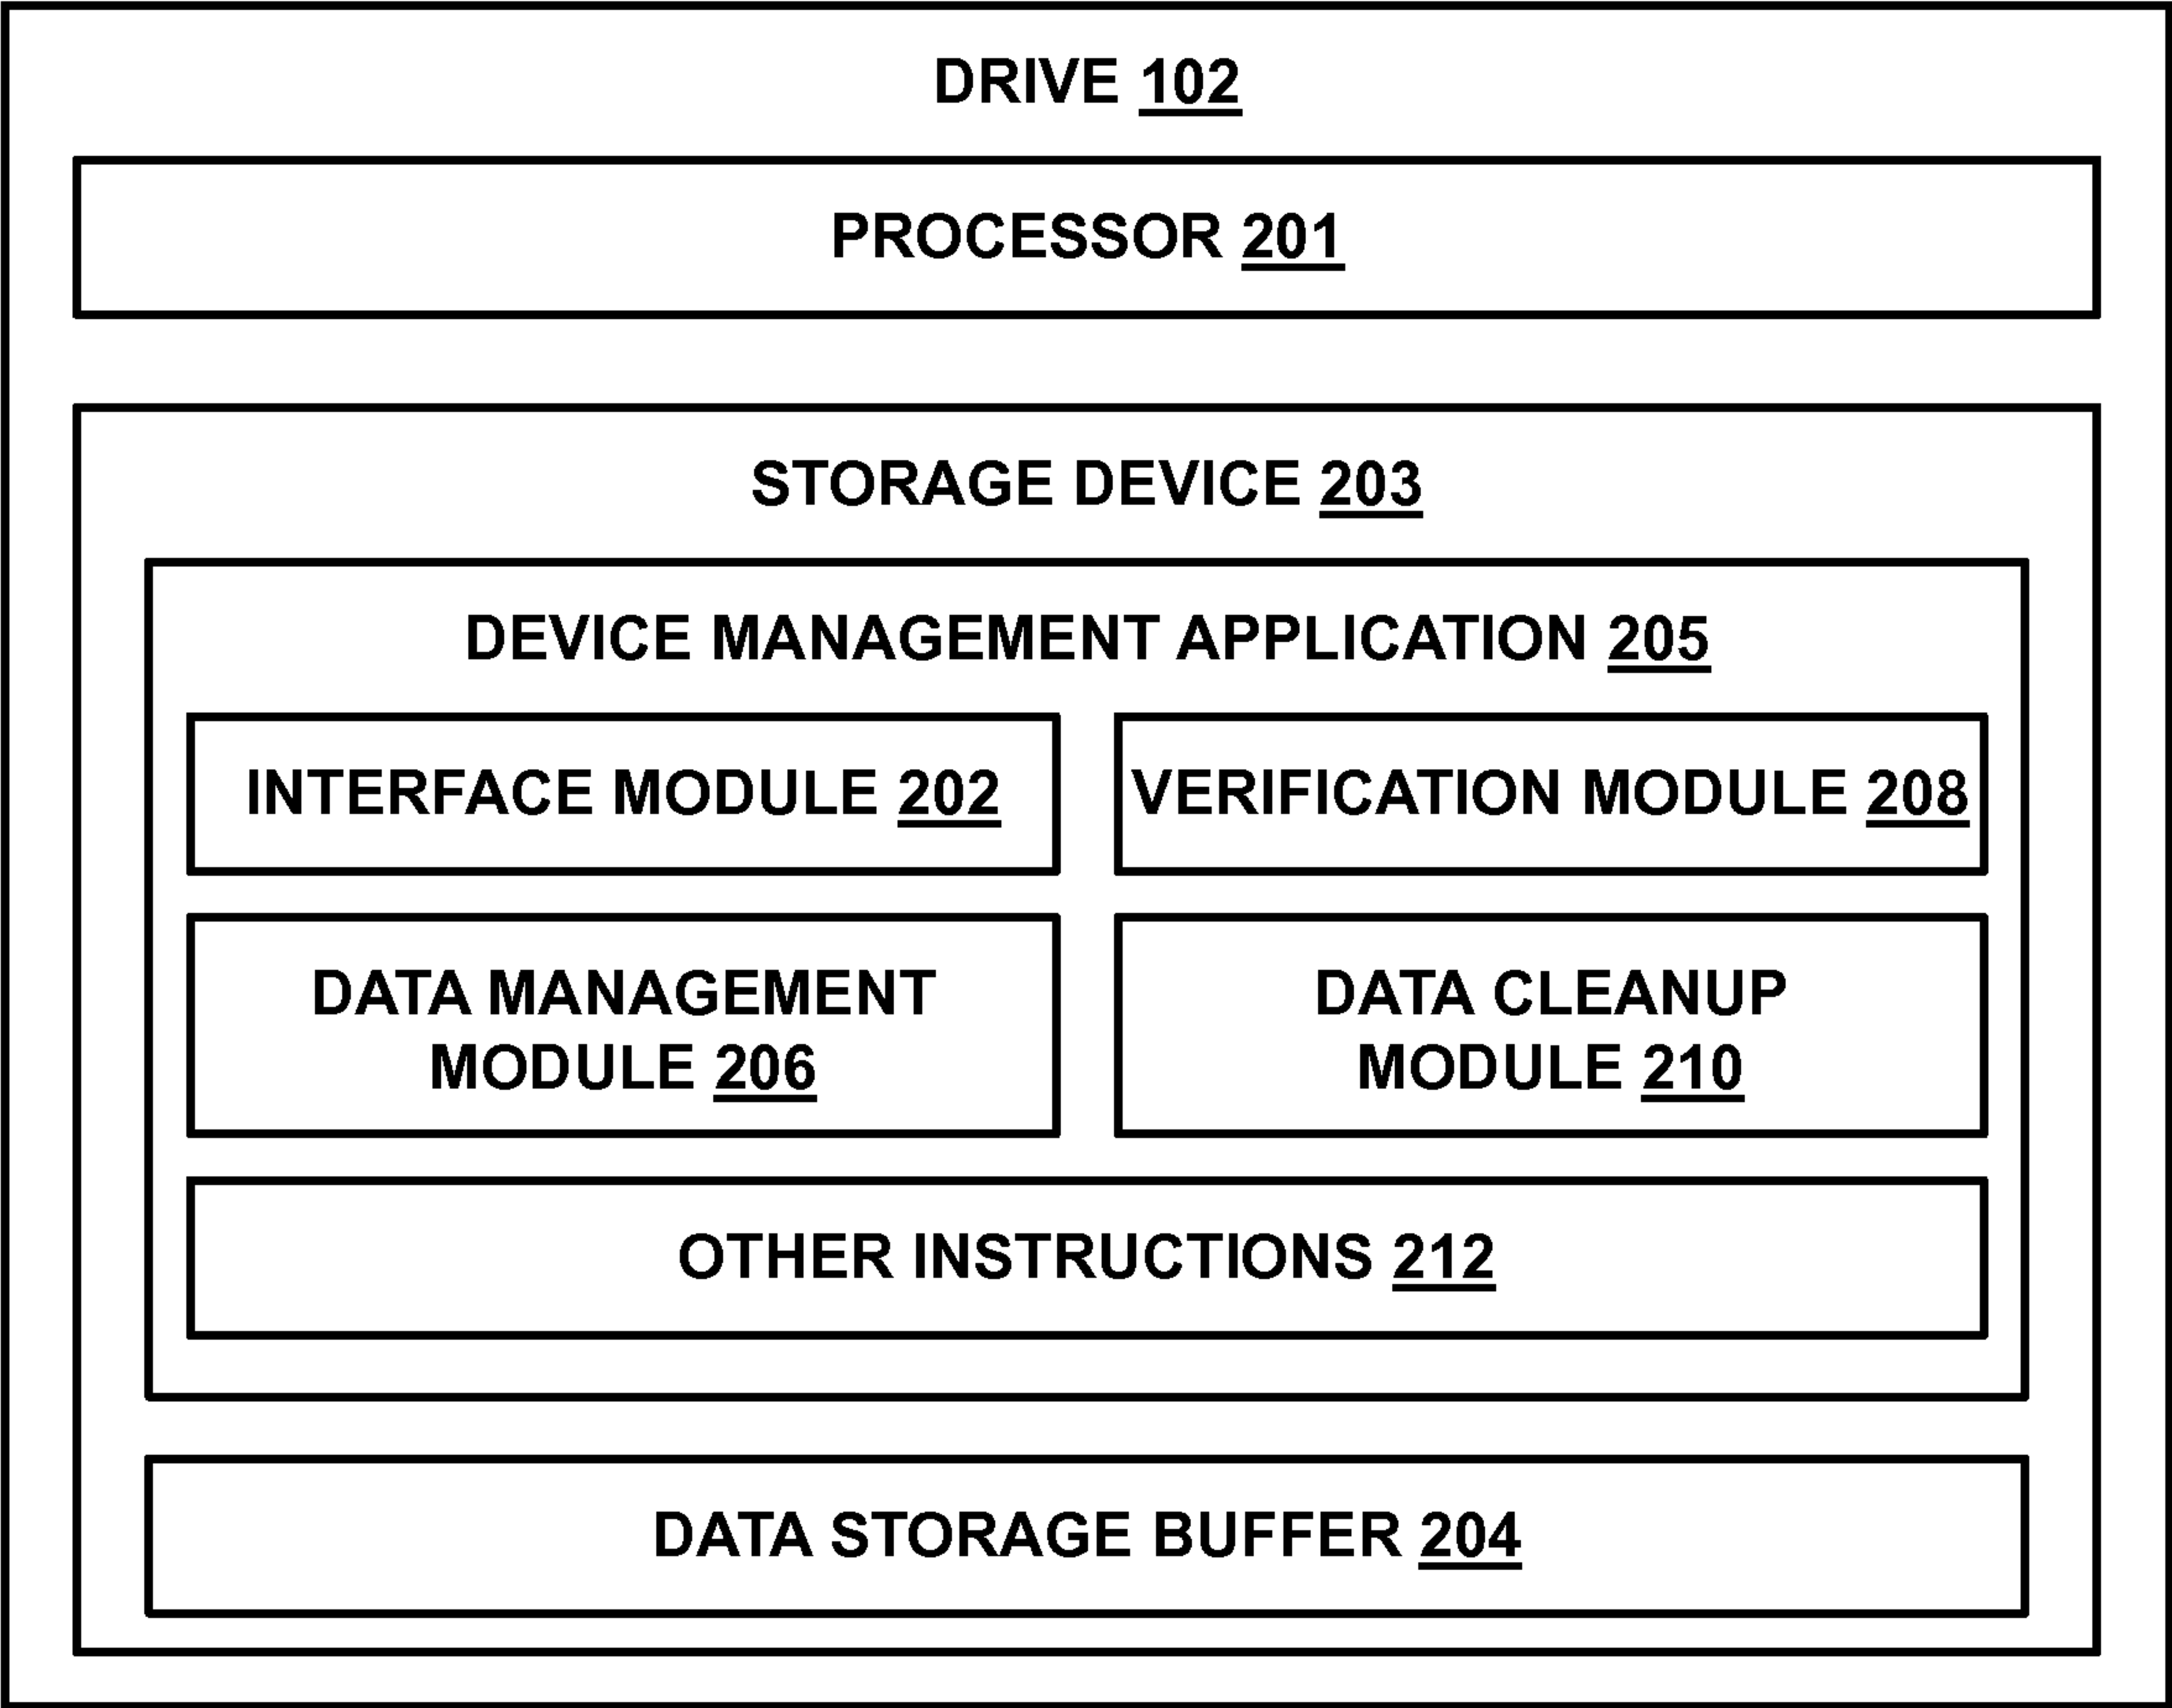 DRIVE 102
PROCESSOR 201
STORAGE DEVICE 203
DEVICE MANAGEMENT APPLICATION 205
INTERFACE MODULE 202
VERIFICATION MODULE 208
DATA MANAGEMENT
MODULE 206
DATA CLEANUP
MODULE 210
OTHER INSTRUCTIONS 212
DATA STORAGE BUFFER 204